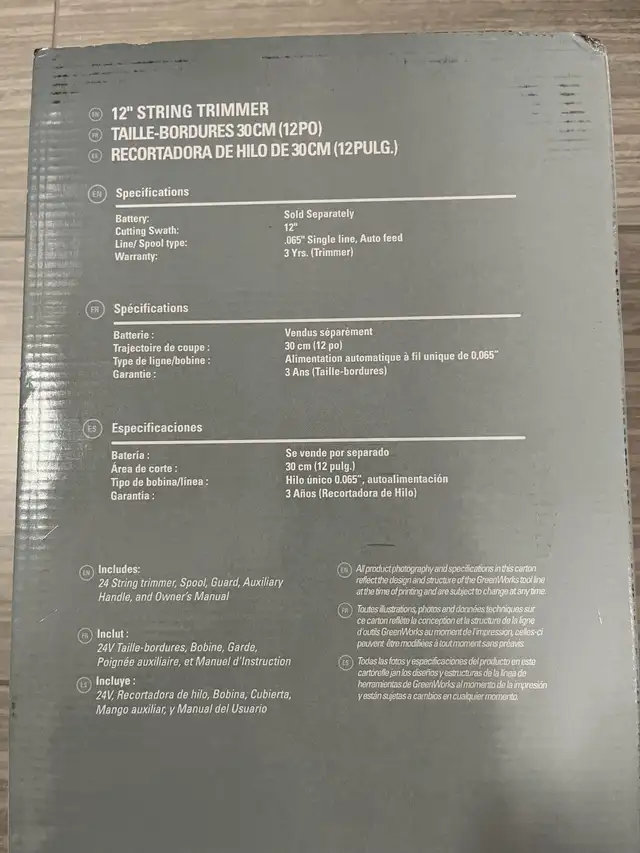 EN 12" STRING TRIMMER
FR TAILLE-BORDURES 30CM (12PO)
ES RECORTADORA DE HILO DE 30CM (12PULG.)
EN Specifications
Battery: Sold Separately
Cutting Swath: 12"
Line/ Spool type: .065" Single line, Auto feed
Warranty: 3 Yrs. (Trimmer)
FR Spécifications
Batterie : Vendus séparément
Trajectoire de coupe : 30 cm (12 po)
Type de ligne/bobine : Alimentation automatique à fil unique de 0,065"
Garantie : 3 Ans (Taille-bordures)
ES Especificaciones
Bateria : Se vende por separado
Área de corte : 30 cm (12 pulg.)
Tipo de bobina/línea : Hilo único 0.065", autoalimentación
Garantia : 3 Años (Recortadora de Hilo)
EN Includes:
24 String trimmer, Spool, Guard, Auxiliary
Handle, and Owner's Manual
FR Inclut :
24V Taille-bordures, Bobine, Garde,
Poignée auxiliaire, et Manuel d'Instruction
ES Incluye :
24V, Recortadora de hilo, Bobina, Cubierta,
Mango auxiliar, y Manual del Usuario
EN All product photography and specifications in this carton
reflect the design and structure of the GreenWorks tool line
at the time of printing and are subject to change at any time.
FR Toutes illustrations, photos et données techniques sur
ce carton reflète la conception et la structure de la ligne
d'outils GreenWorks au moment de l'impression, celles-ci
peuvent être modifiées à tout moment sans préavis.
ES Todas las fotos y especificaciones del producto en este
cartorefle jan los diseños y estructuras de la línea de
herramientas de GreenWorks al momento de la impresión
y están sujetas a cambios en cualquier momento.